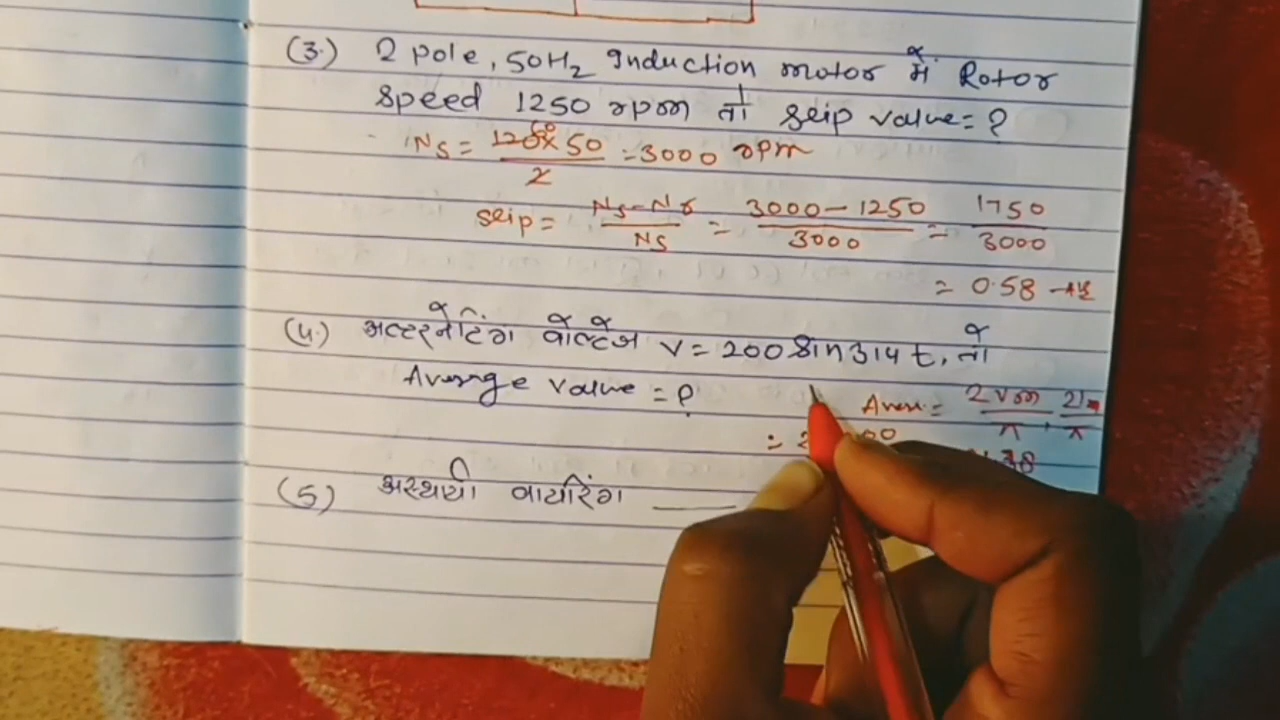 (3.) 2 pole, 50Hz Induction motor में Rotor
Speed 1250 rpm तो Slip value = ?
Ns = 120 x 50 / 2 = 3000 rpm
Slip = Ns - Nr / Ns = 3000 - 1250 / 3000 = 1750 / 3000
= 0.58
(4.) अल्टरनेटिंग वोल्टेज V = 200 Sin 314 t, तो
Average value = ?
= 2Vm / π
(5) अस्थायी वायरिंग ____